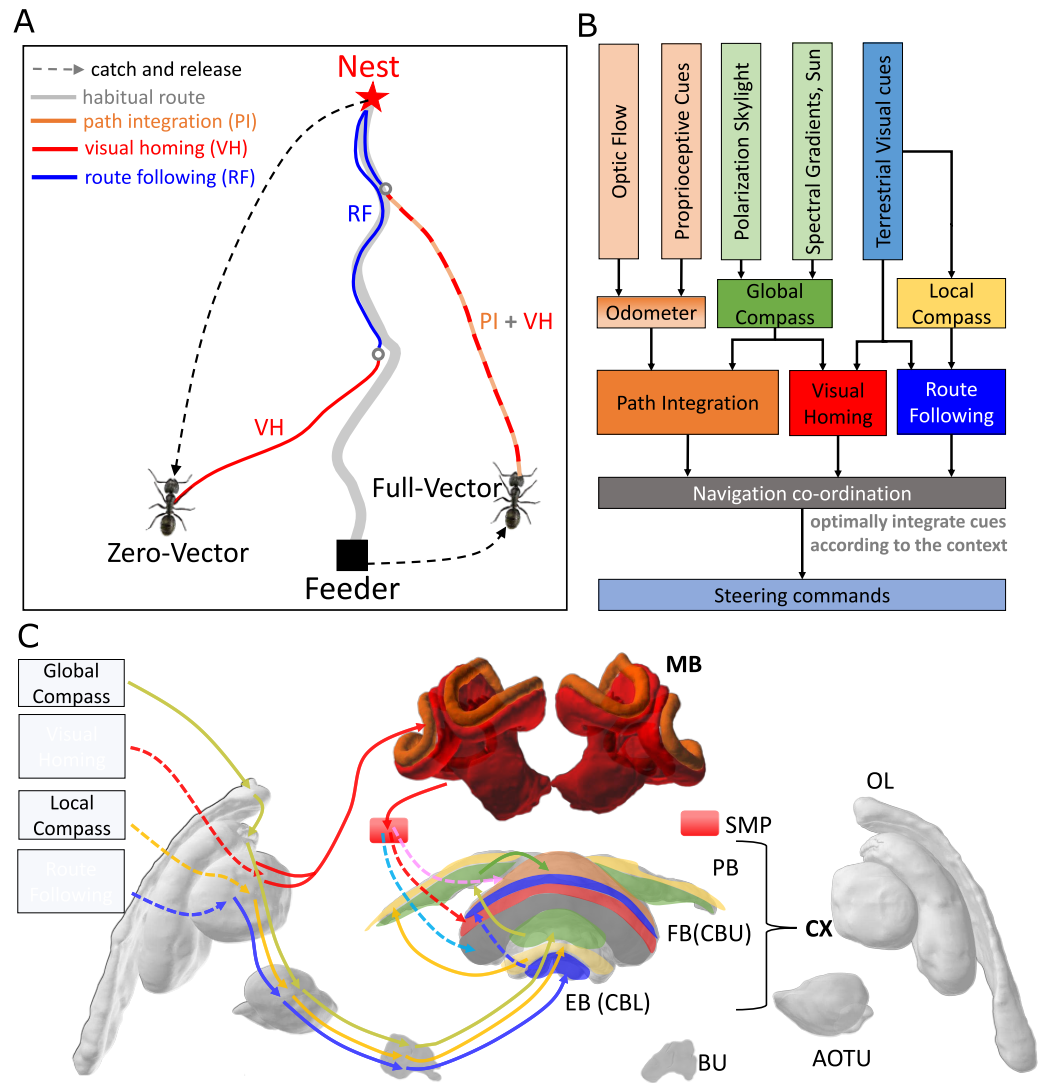 A
catch and release
habitual route
path integration (PI)
visual homing (VH)
route following (RF)
Nest
RF
PI + VH
VH
Full-Vector
Zero-Vector
Feeder
B
Optic Flow
Proprioceptive Cues
Polarization Skylight
Spectral Gradients, Sun
Terrestrial Visual cues
Odometer
Global
Compass
Local
Compass
Path Integration
Visual
Homing
Route
Following
Navigation co-ordination
optimally integrate cues
according to the context
Steering commands
C
Global
Compass
Visual
Homing
Local
Compass
Route
Following
MB
SMP
PB
FB(CBU)
CX
EB (CBL)
OL
AOTU
BU